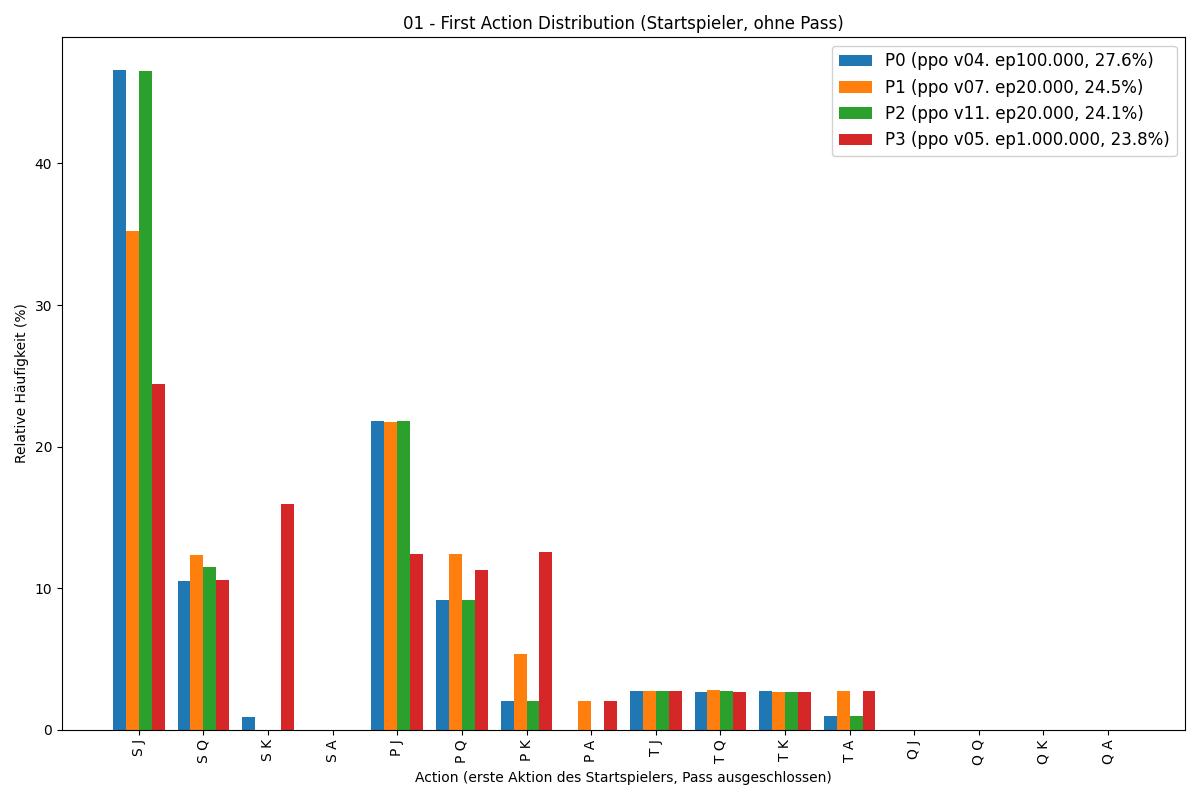 01 - First Action Distribution (Startspieler, ohne Pass)
P0 (ppo v04. ep100.000, 27.6%)
P1 (ppo v07. ep20.000, 24.5%)
P2 (ppo v11. ep20.000, 24.1%)
P3 (ppo v05. ep1.000.000, 23.8%)
Relative Häufigkeit (%)
40
30
20
10
0
S J
S Q
S K
S A
P J
P Q
P K
P A
T J
T Q
T K
T A
Q J
Q Q
Q K
Q A
Action (erste Aktion des Startspielers, Pass ausgeschlossen)